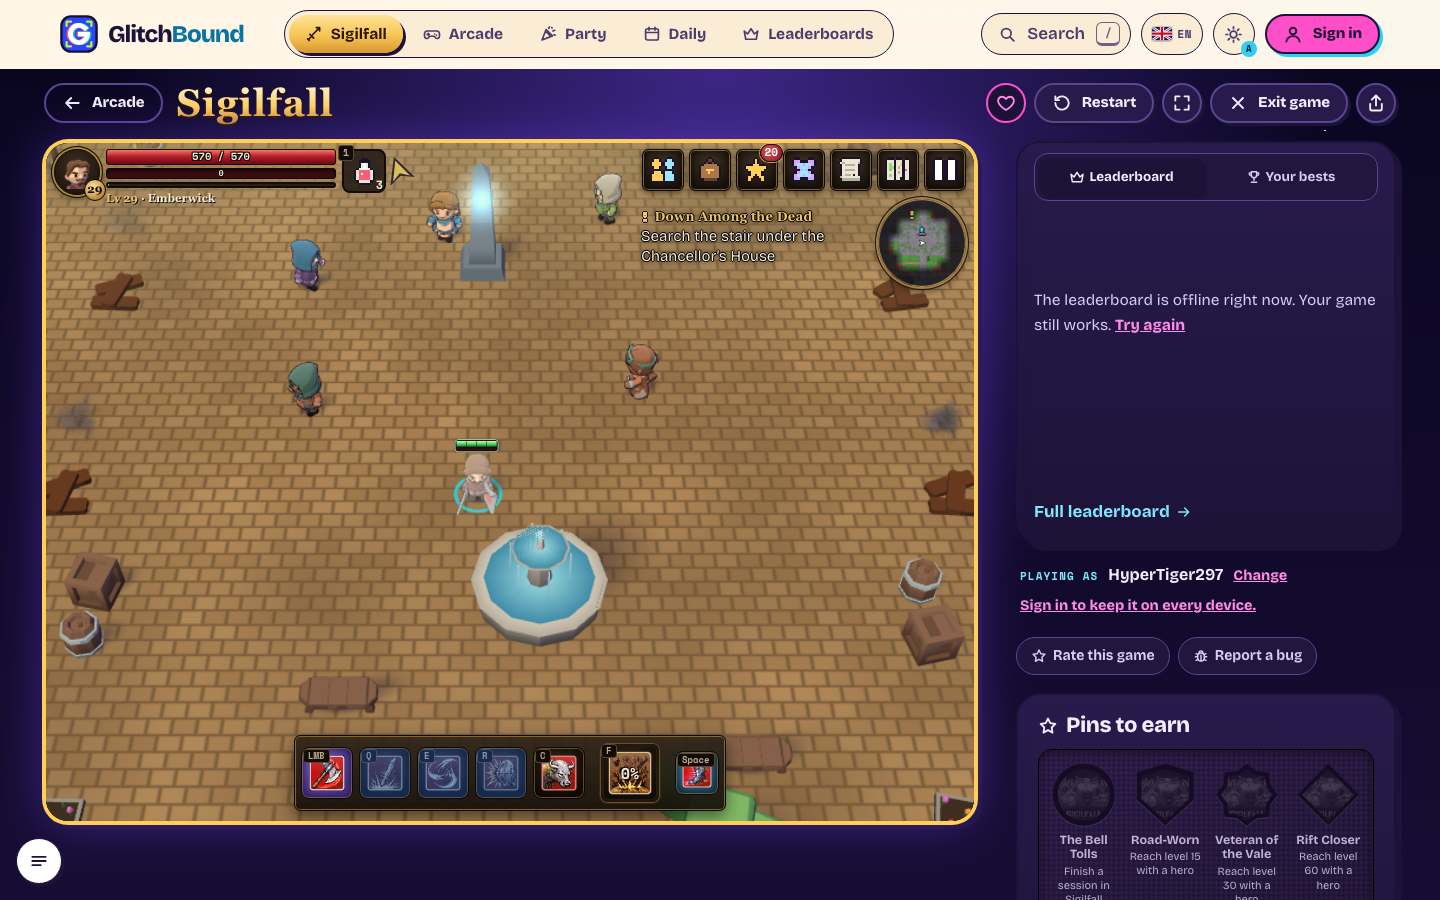 GlitchBound
Sigilfall
Arcade
Party
Daily
Leaderboards
Search /
EN
A
Sign in
Arcade
Sigilfall
Restart
Exit game
570 / 570
0
29
Lv 29 · Emberwick
1
3
20
Down Among the Dead
Search the stair under the
Chancellor's House
LMB
Q
E
R
C
F
0%
Space
Leaderboard
Your bests
The leaderboard is offline right now. Your game
still works. Try again
Full leaderboard →
PLAYING AS HyperTiger297 Change
Sign in to keep it on every device.
Rate this game
Report a bug
Pins to earn
The Bell
Tolls
Finish a
session in
Sigilfall
Road-Worn
Reach level 15
with a hero
Veteran of
the Vale
Reach level
30 with a
hero
Rift Closer
Reach level
60 with a
hero